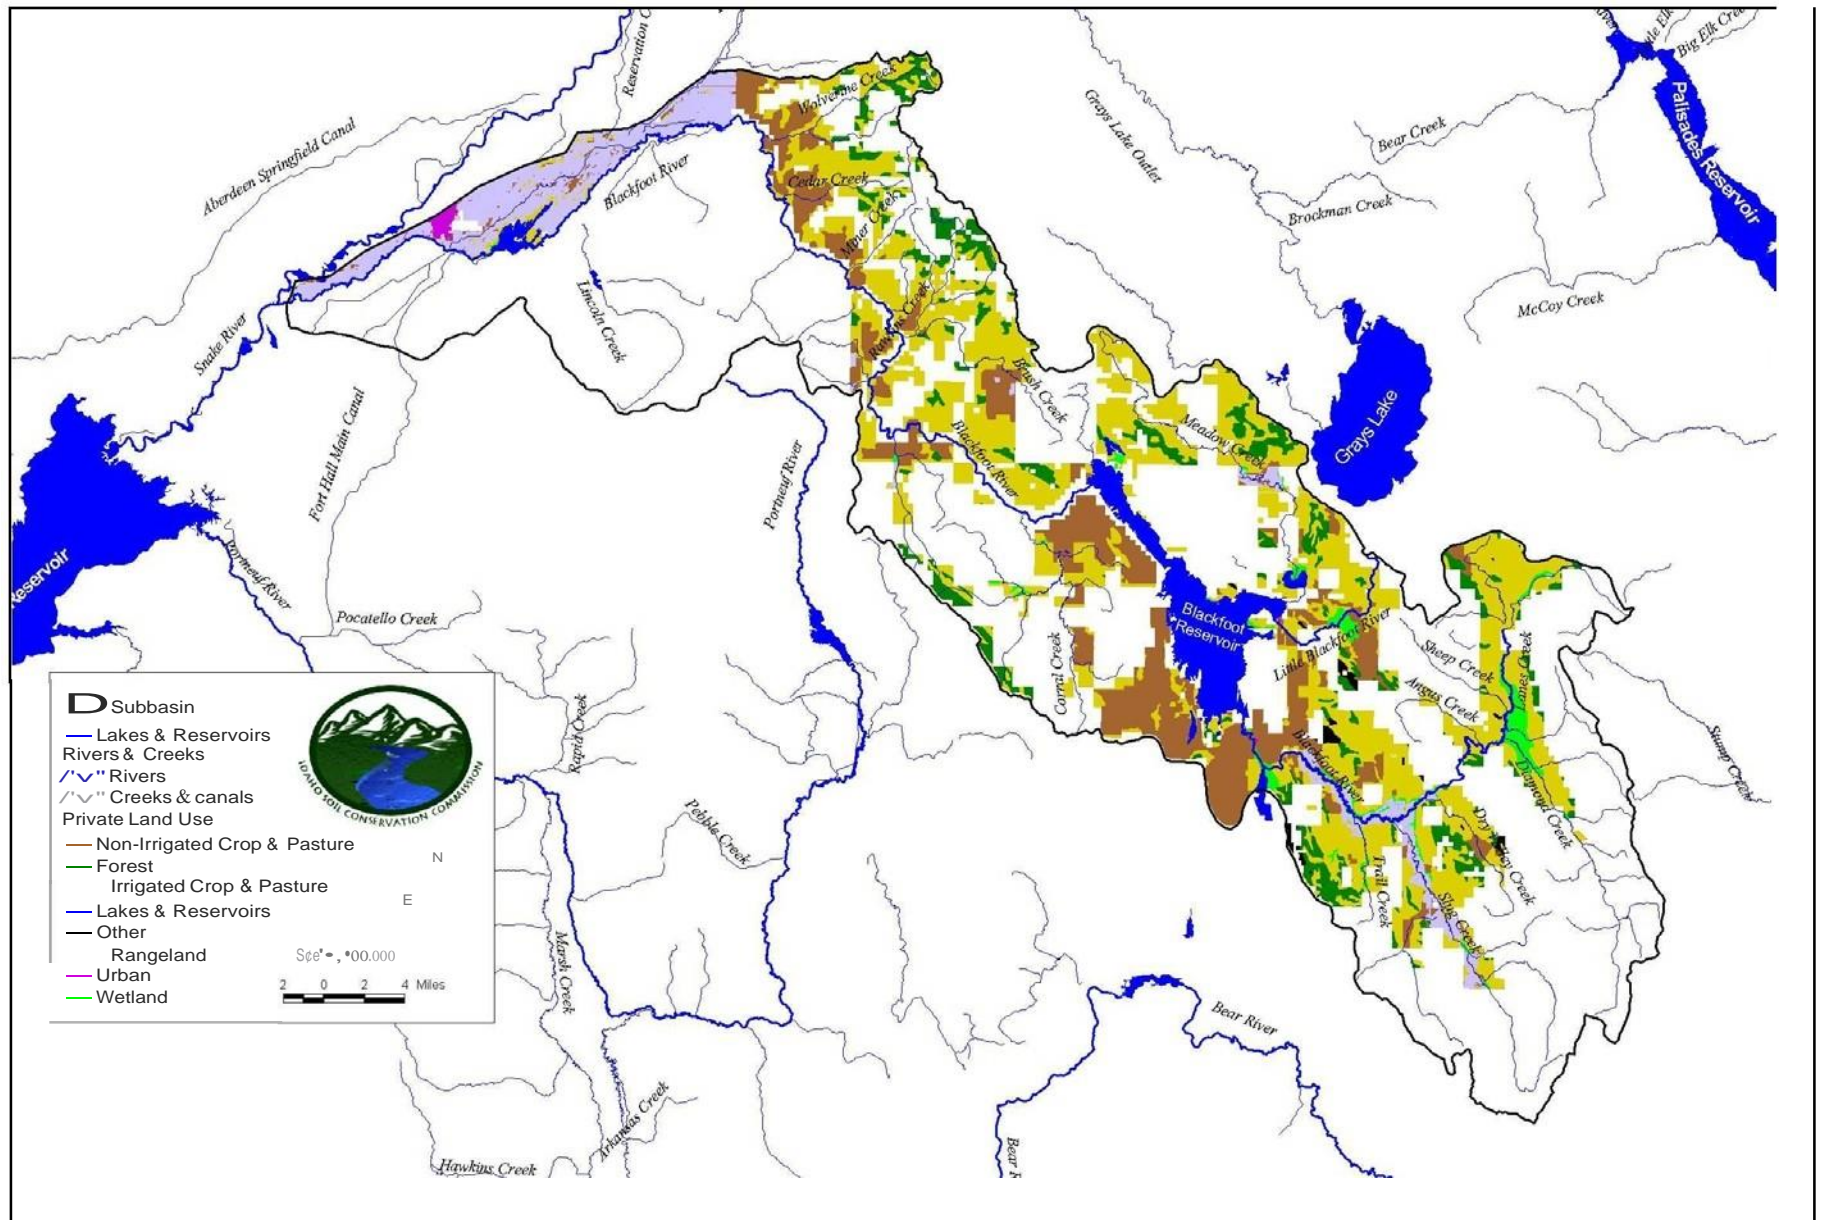 Reservation C
Big Elk Cree
Palisades Reservoir
Wolverine Creek
Aberdeen Springfield Canal
Grays Lake Outlet
Bear Creek
Blackfoot River
Cedar Creek
Miner Creek
Brockman Creek
Lincoln Creek
McCoy Creek
Snake River
Rawlins Creek
Brush Creek
Fort Hall Main Canal
Meadow Creek
Grays Lake
Portneuf River
Blackfoot River
Reservoir
Portneuf River
Pocatello Creek
Blackfoot
Reservoir
Little Blackfoot River
Corral Creek
Sheep Creek
Lanes Creek
Angus Creek
Rapid Creek
Stump Creek
Blackfoot River
Diamond Creek
Pebble Creek
Dry Valley Creek
Trail Creek
Slug Creek
Marsh Creek
Bear River
Arkansas Creek
Hawkins Creek
Bear R
D Subbasin
Lakes & Reservoirs
Rivers & Creeks
/'v" Rivers
/'v" Creeks & canals
Private Land Use
Non-Irrigated Crop & Pasture
Forest
Irrigated Crop & Pasture
Lakes & Reservoirs
Other
Rangeland
Urban
Wetland
IDAHO SOIL CONSERVATION COMMISSION
N
E
2 0 2 4 Miles